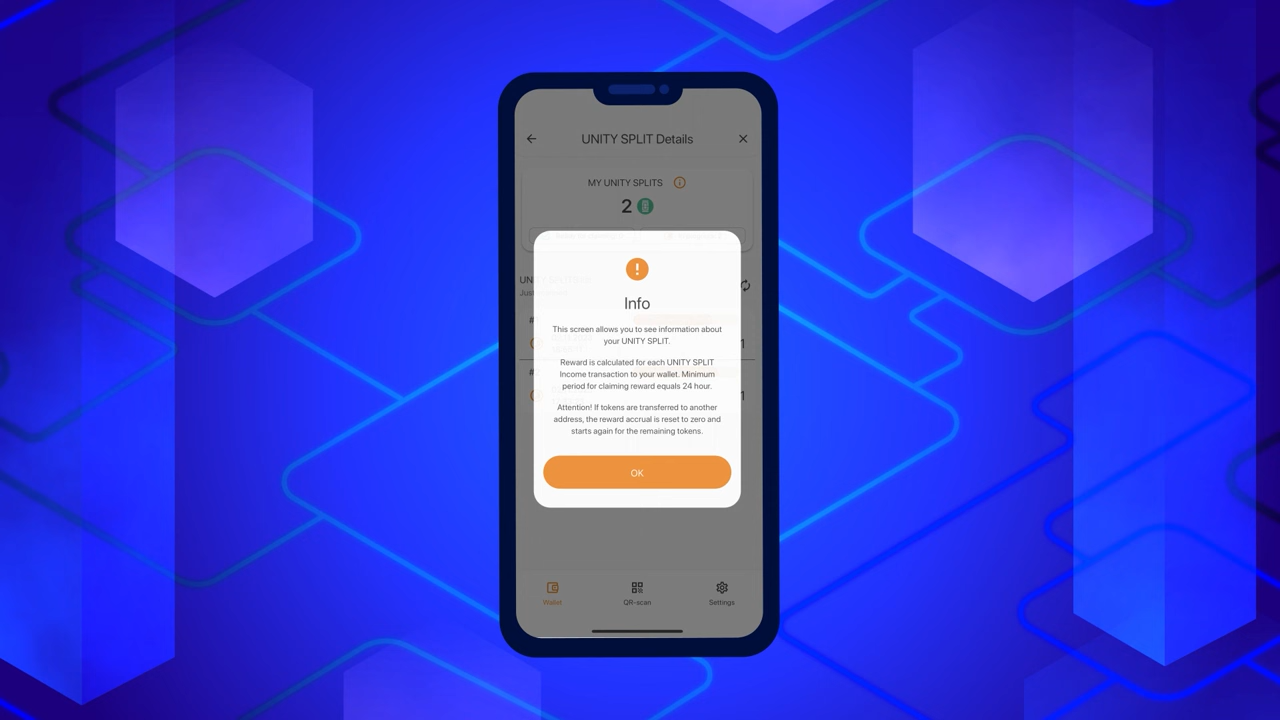 UNITY SPLIT Details
MY UNITY SPLITS
2
Info
This screen allows you to see information about
your UNITY SPLIT.
Reward is calculated for each UNITY SPLIT
Income transaction to your wallet. Minimum
period for claiming reward equals 24 hour.
Attention! If tokens are transferred to another
address, the reward accrual is reset to zero and
starts again for the remaining tokens.
OK
Wallet
QR-scan
Settings